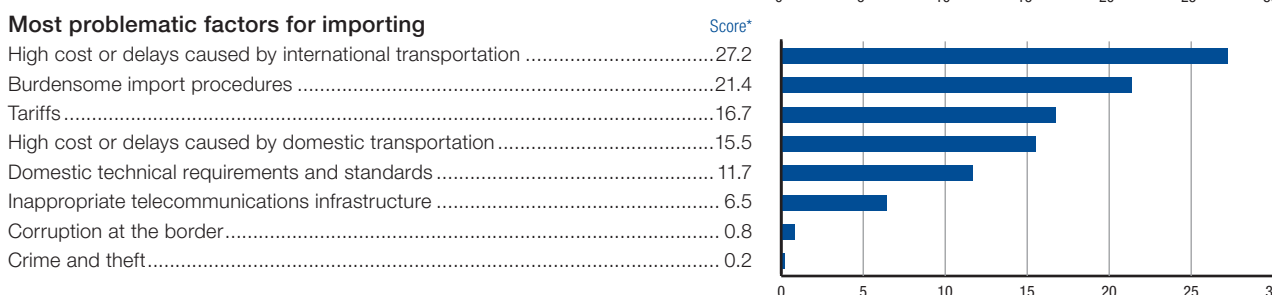 Most problematic factors for importing Score*
High cost or delays caused by international transportation ........................................27.2
Burdensome import procedures ...............................................................................21.4
Tariffs.........................................................................................................................16.7
High cost or delays caused by domestic transportation.........................................15.5
Domestic technical requirements and standards ....................................................11.7
Inappropriate telecommunications infrastructure ..................................................... 6.5
Corruption at the border............................................................................................ 0.8
Crime and theft.......................................................................................................... 0.2
0 5 10 15 20 25